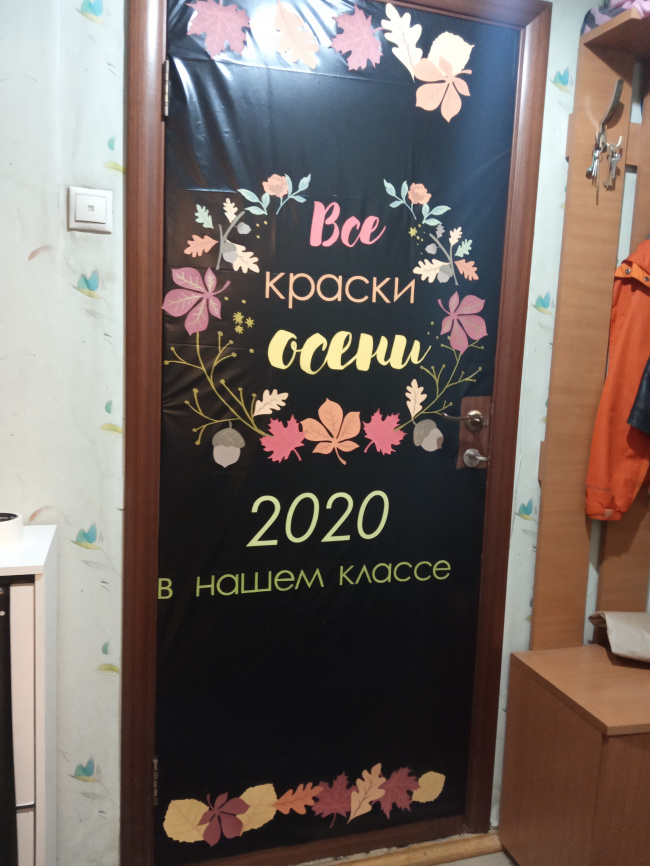 Все
краски
осени
2020
в нашем классе